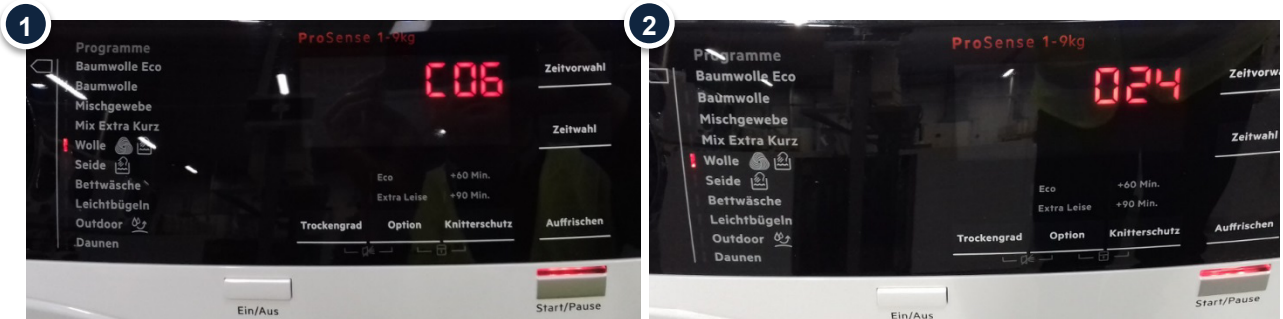 1
ProSense 1-9kg
C06
Programme
Baumwolle Eco
Baumwolle
Mischgewebe
Mix Extra Kurz
Wolle
Seide
Bettwäsche
Leichtbügeln
Outdoor
Daunen
Zeitvorwahl
Zeitwahl
Eco +60 Min.
Extra Leise +90 Min.
Trockengrad Option Knitterschutz Auffrischen
Ein/Aus
Start/Pause
2
ProSense 1-9kg
024
Programme
Baumwolle Eco
Baumwolle
Mischgewebe
Mix Extra Kurz
Wolle
Seide
Bettwäsche
Leichtbügeln
Outdoor
Daunen
Zeitvorwa
Zeitwahl
Eco +60 Min.
Extra Leise +90 Min.
Trockengrad Option Knitterschutz Auffrischen
Ein/Aus
Start/Pause